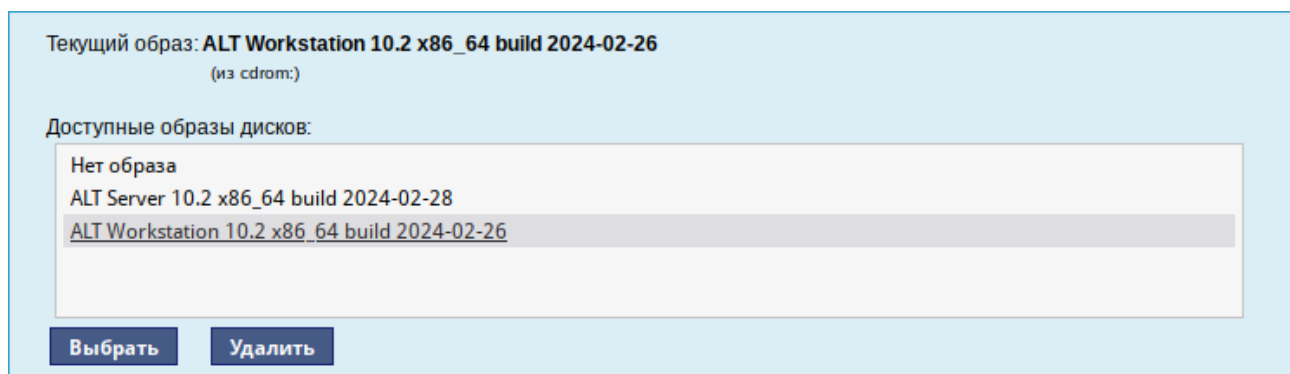 Текущий образ: ALT Workstation 10.2 x86_64 build 2024-02-26
(из cdrom:)
Доступные образы дисков:
Нет образа
ALT Server 10.2 x86_64 build 2024-02-28
ALT Workstation 10.2 x86_64 build 2024-02-26
Выбрать Удалить